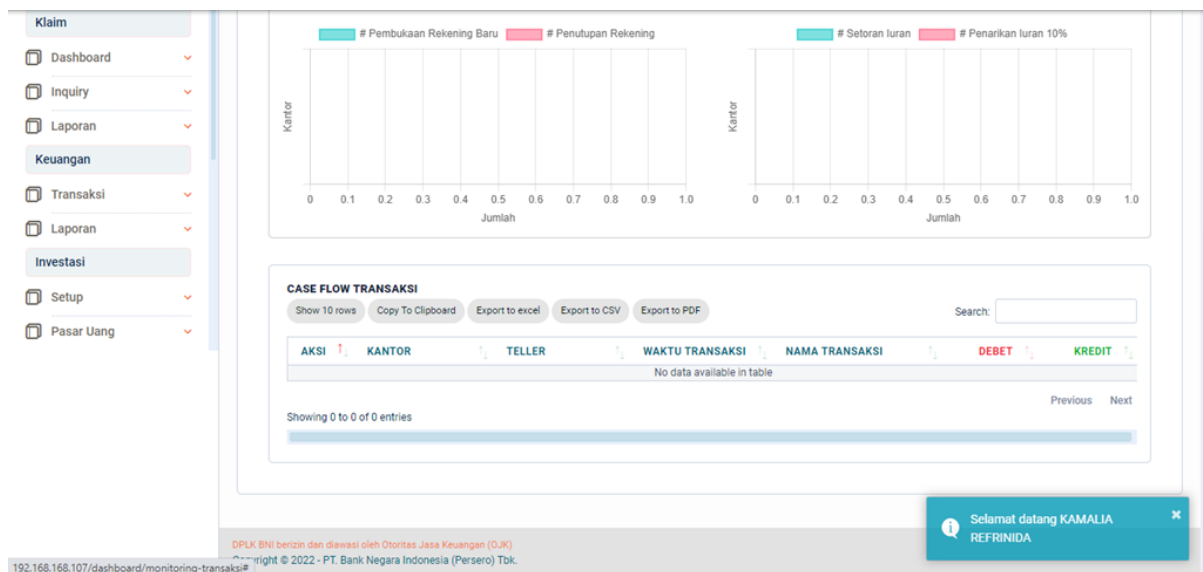 Klaim
Dashboard
Inquiry
Laporan
Keuangan
Transaksi
Laporan
Investasi
Setup
Pasar Uang
# Pembukaan Rekening Baru # Penutupan Rekening
Kantor
0 0.1 0.2 0.3 0.4 0.5 0.6 0.7 0.8 0.9 1.0
Jumlah
# Setoran Iuran # Penarikan Iuran 10%
Kantor
0 0.1 0.2 0.3 0.4 0.5 0.6 0.7 0.8 0.9 1.0
Jumlah
CASE FLOW TRANSAKSI
Show 10 rows Copy To Clipboard Export to excel Export to CSV Export to PDF Search:
AKSI KANTOR TELLER WAKTU TRANSAKSI NAMA TRANSAKSI DEBET KREDIT
No data available in table
Previous Next
Showing 0 to 0 of 0 entries
Selamat datang KAMALIA
REFRINIDA
×
DPLK BNI berizin dan diawasi oleh Otoritas Jasa Keuangan (OJK)
Copyright © 2022 - PT. Bank Negara Indonesia (Persero) Tbk.
192.168.168.107/dashboard/monitoring-transaksi#